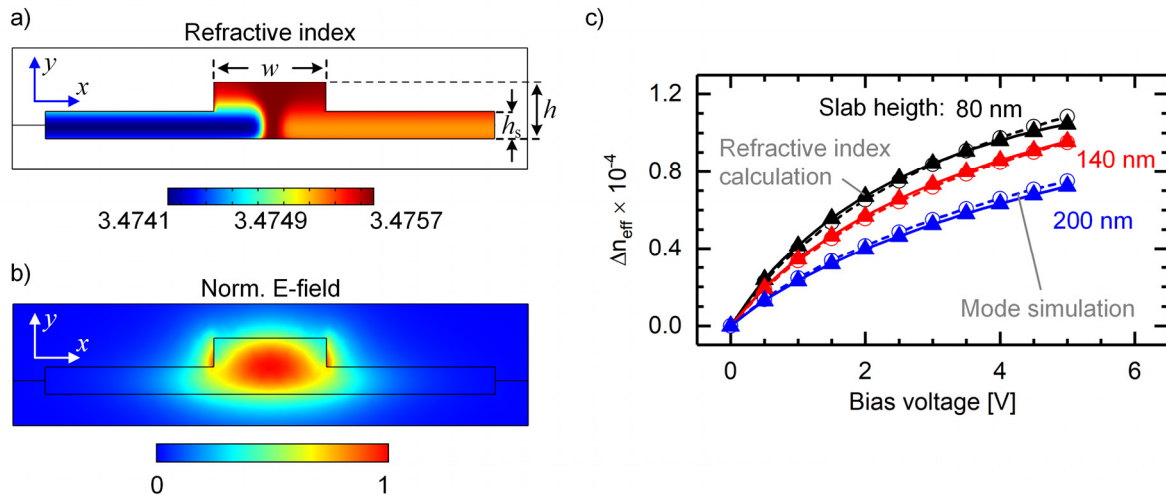 a)
Refractive index
y
x
w
h
hs
3.4741 3.4749 3.4757
b)
Norm. E-field
y
x
0 1
c)
Δneff × 10-4
1.2
0.8
0.4
0.0
Slab heigth: 80 nm
Refractive index
calculation
140 nm
200 nm
Mode simulation
0 2 4 6
Bias voltage [V]